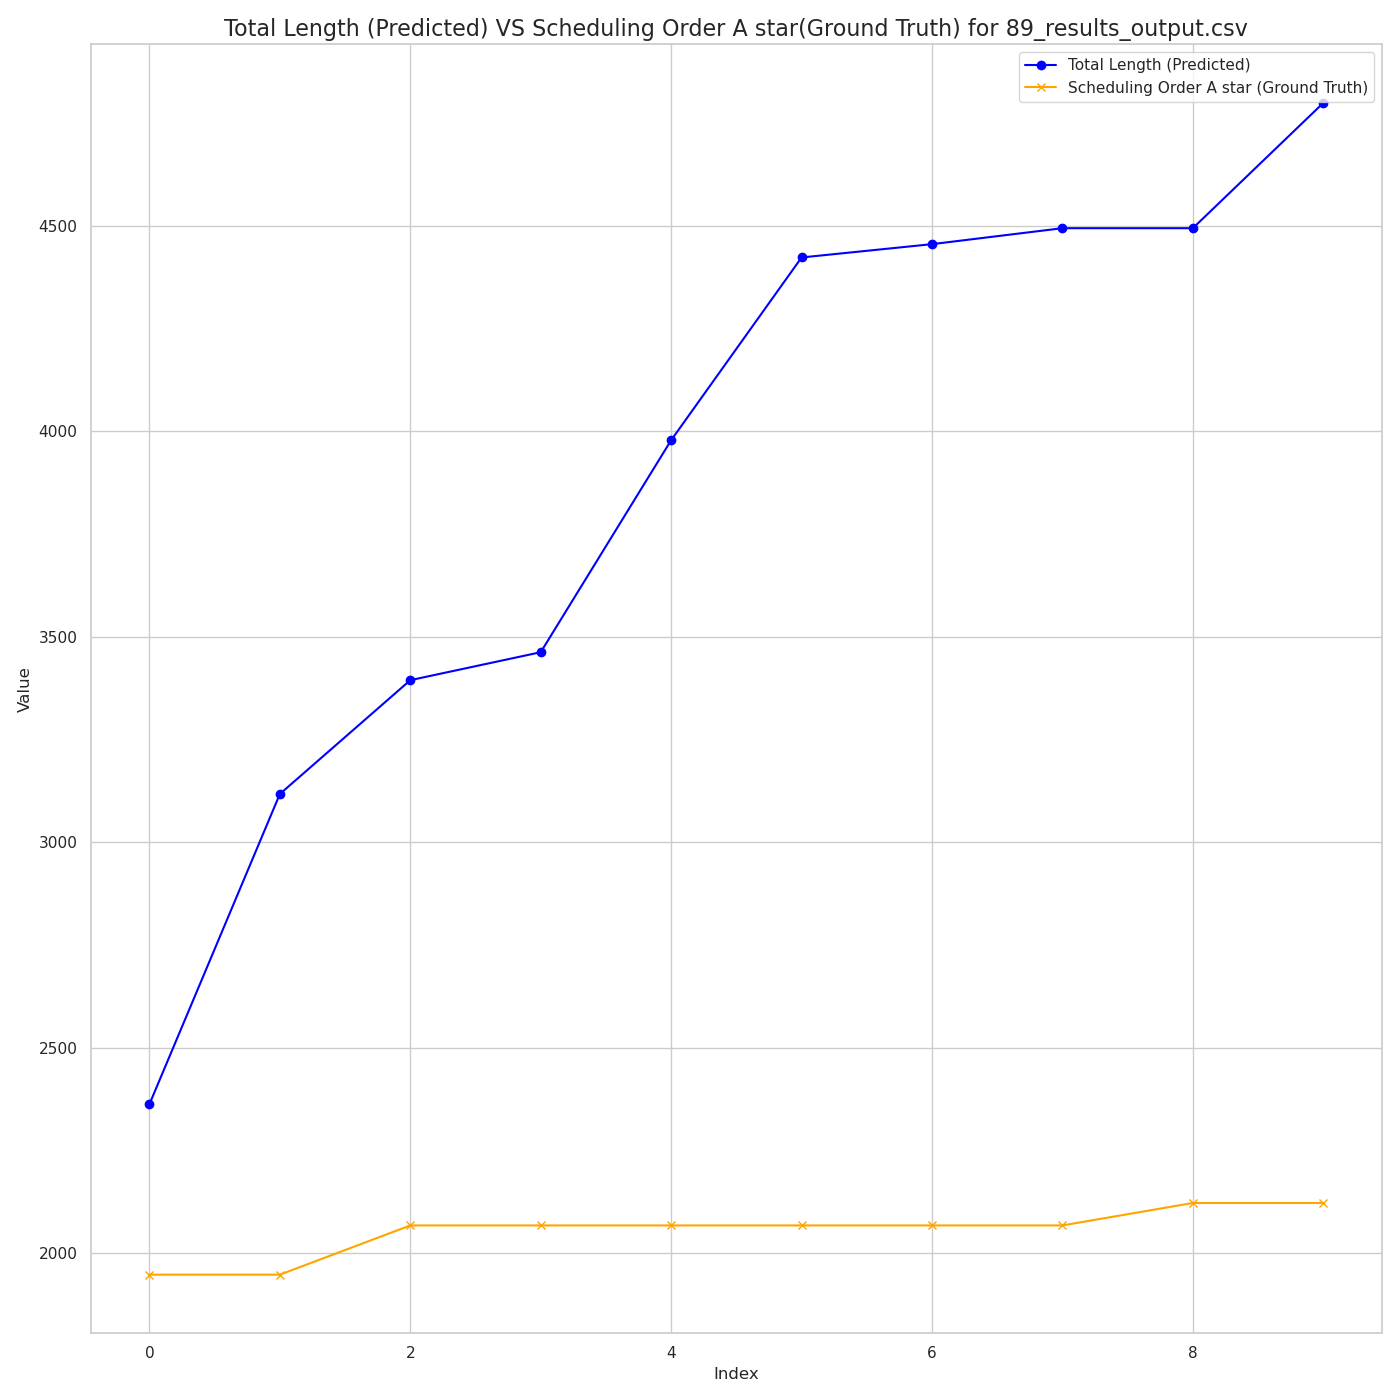 Total Length (Predicted) VS Scheduling Order A star(Ground Truth) for 89_results_output.csv
Total Length (Predicted)
Scheduling Order A star (Ground Truth)
4500
4000
3500
3000
2500
2000
Value
0 2 4 6 8
Index